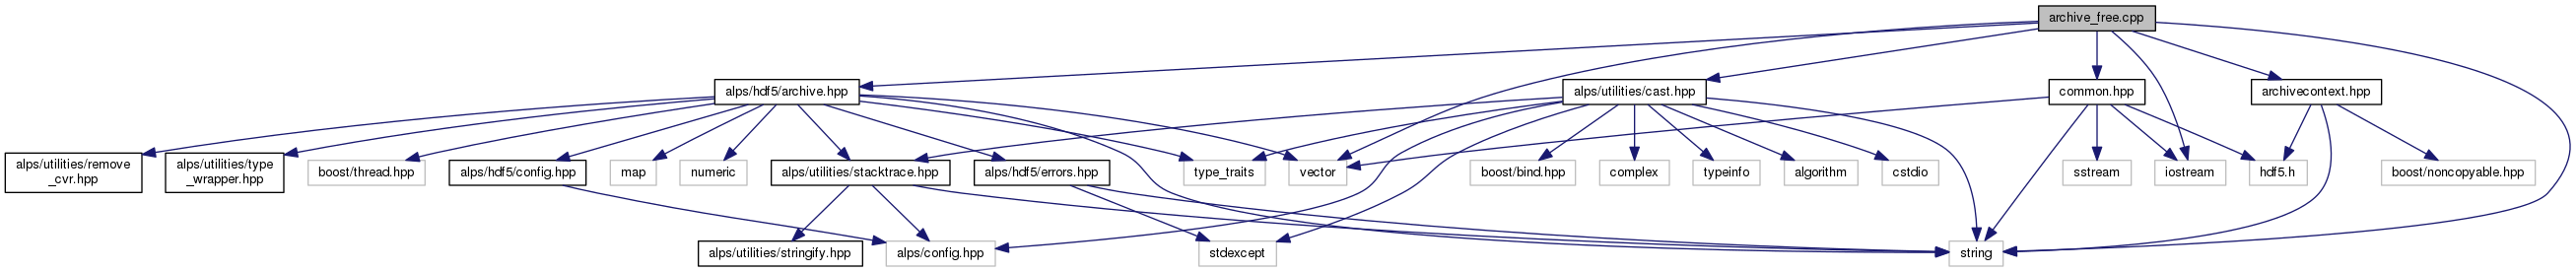 archive_free.cpp
alps/hdf5/archive.hpp
alps/utilities/cast.hpp
common.hpp
archivecontext.hpp
alps/utilities/remove
_cvr.hpp
alps/utilities/type
_wrapper.hpp
boost/thread.hpp
alps/hdf5/config.hpp
map
numeric
alps/utilities/stacktrace.hpp
alps/hdf5/errors.hpp
type_traits
vector
boost/bind.hpp
complex
typeinfo
algorithm
cstdio
sstream
iostream
hdf5.h
boost/noncopyable.hpp
alps/utilities/stringify.hpp
alps/config.hpp
stdexcept
string